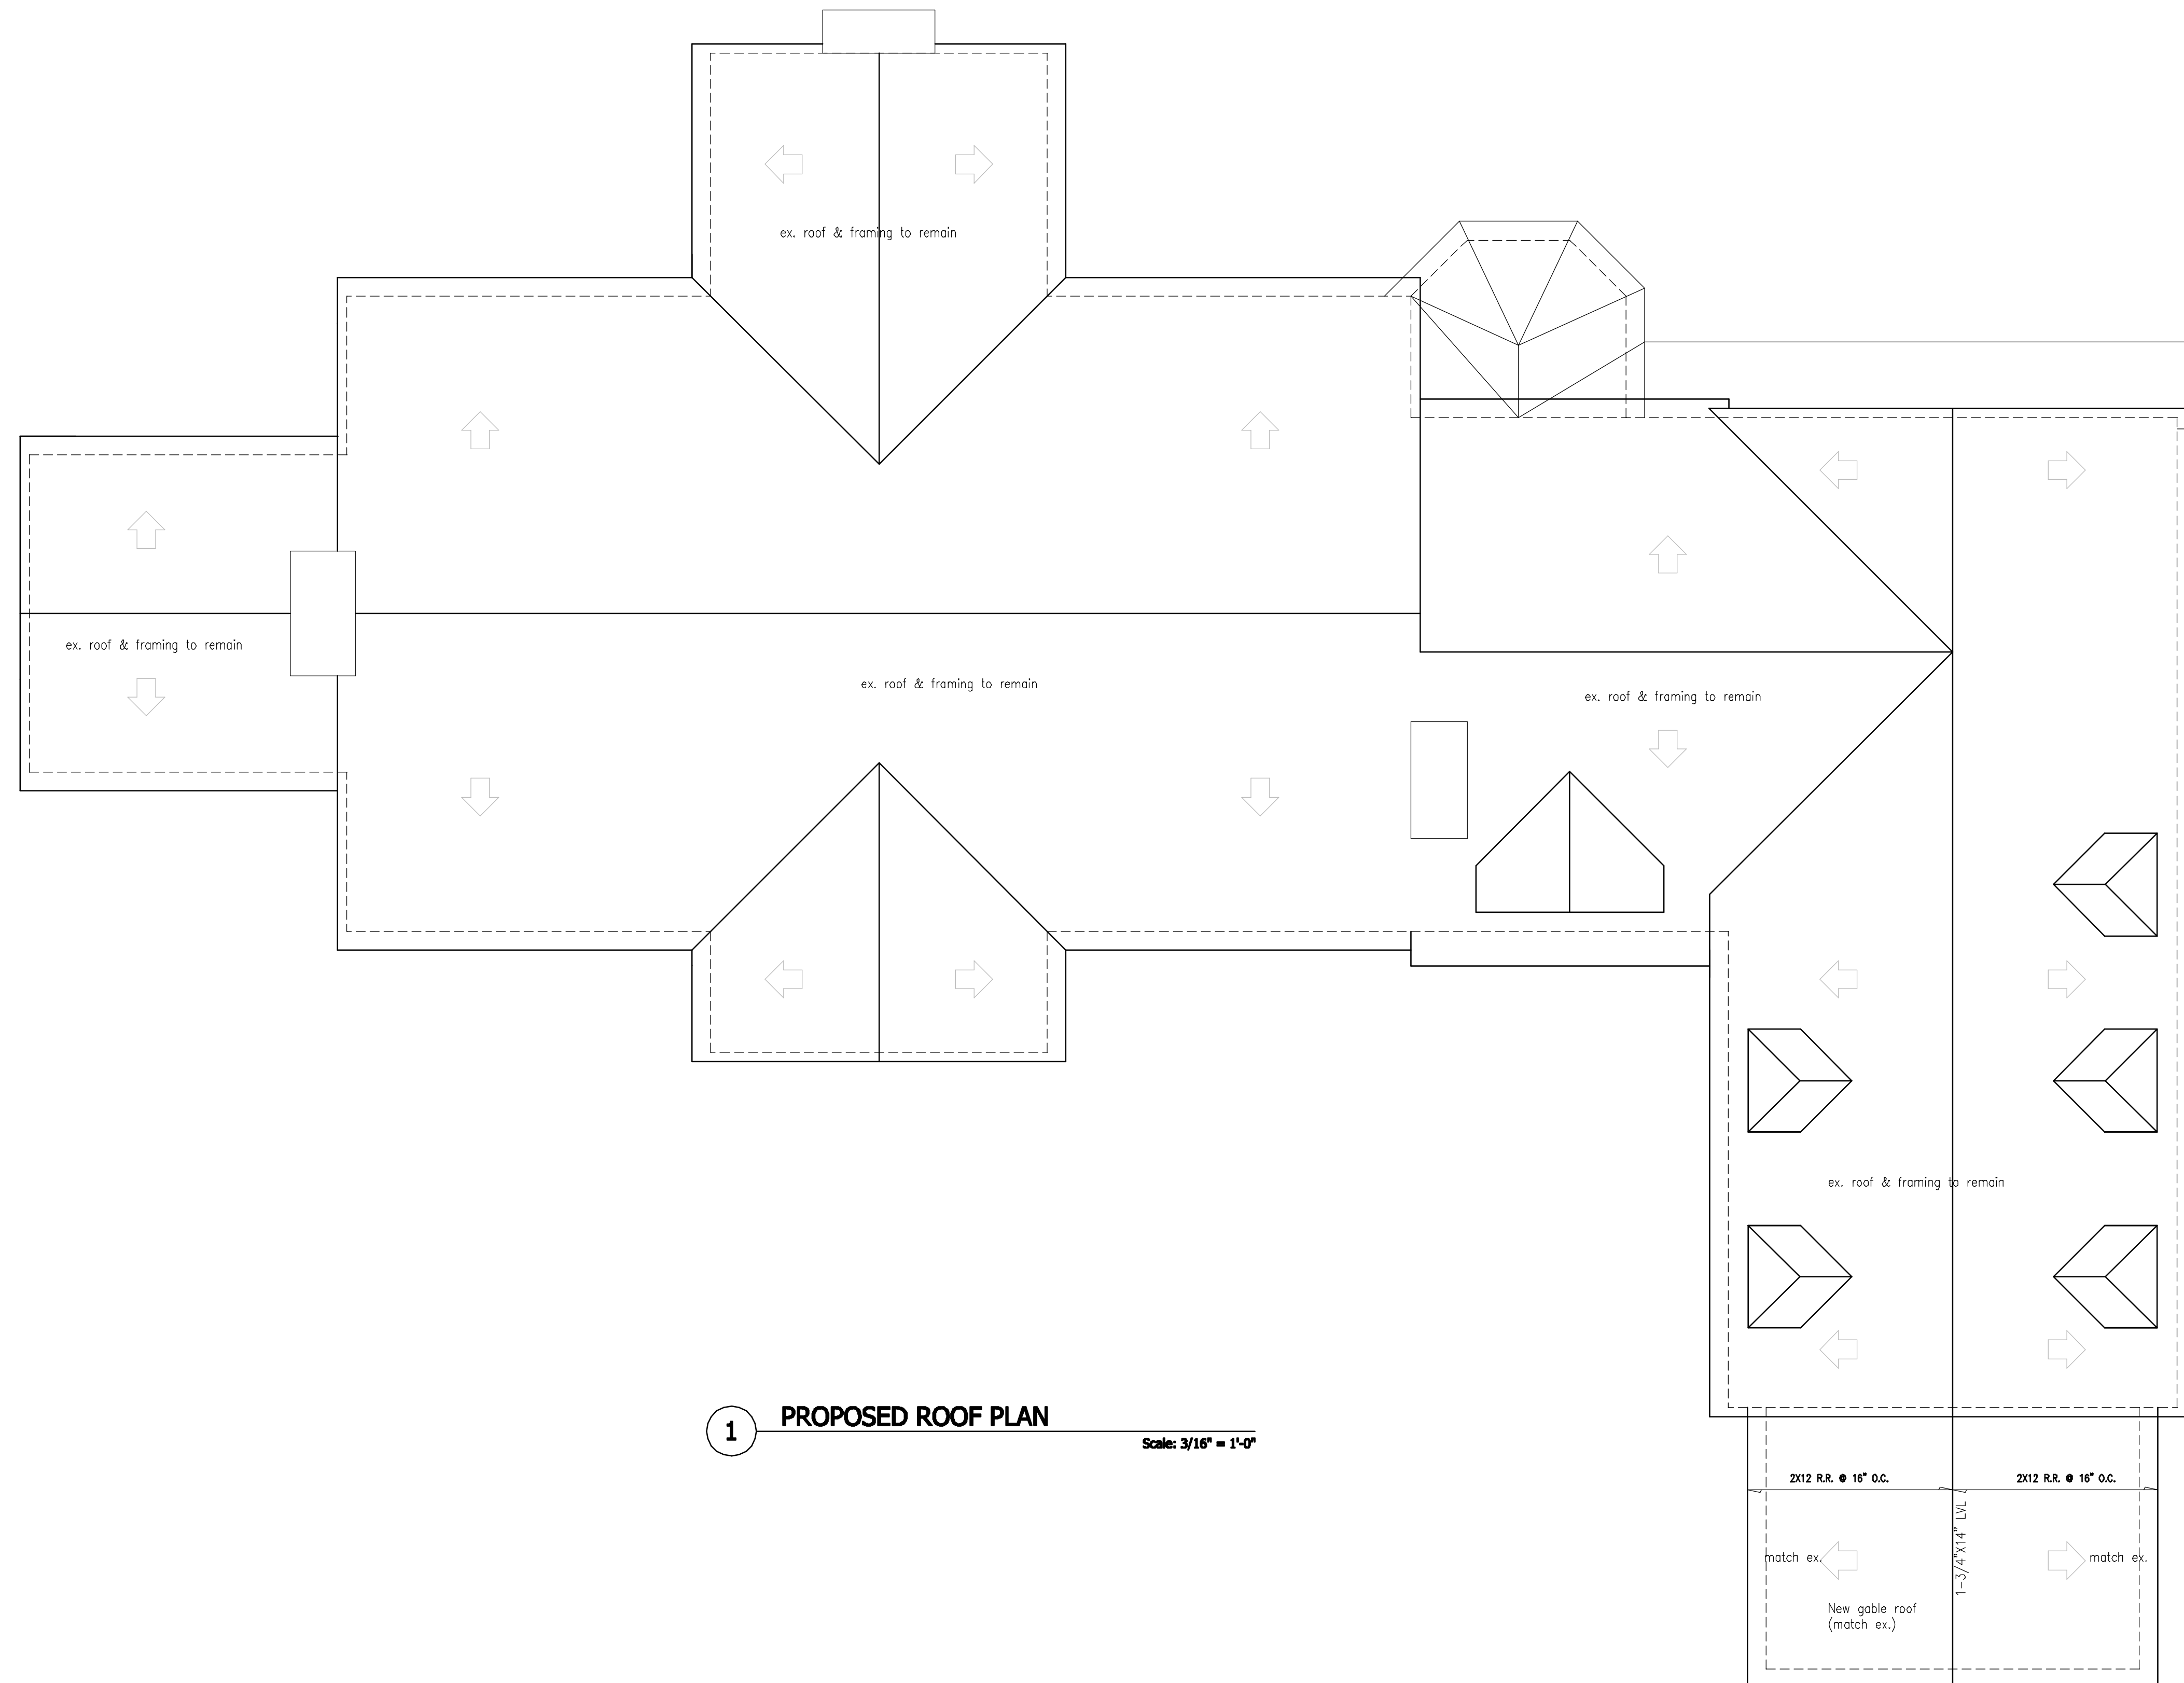 ex. roof & framing to remain
ex. roof & framing to remain
ex. roof & framing to remain
ex. roof & framing to remain
ex. roof & framing to remain
1 PROPOSED ROOF PLAN
Scale: 3/16" = 1'-0"
2X12 R.R. @ 16" O.C.
2X12 R.R. @ 16" O.C.
1-3/4"X14" LVL
match ex.
match ex.
New gable roof
(match ex.)